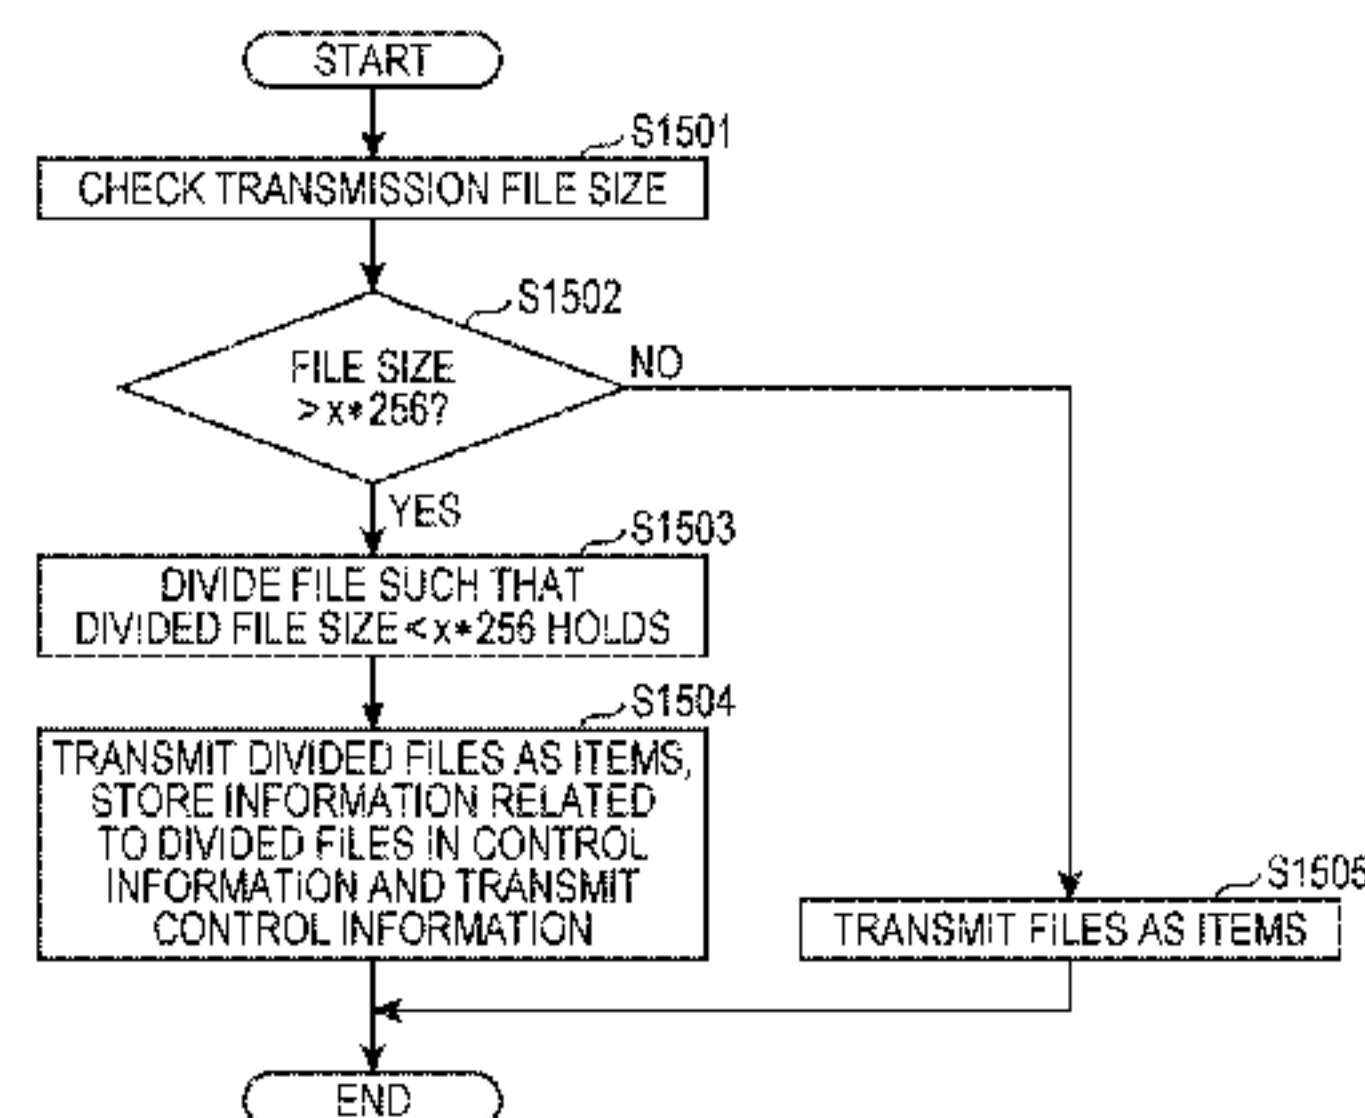 START
S1501
CHECK TRANSMISSION FILE SIZE
S1502
FILE SIZE
> x*256?
NO
YES
S1503
DIVIDE FILE SUCH THAT
DIVIDED FILE SIZE < x*256 HOLDS
S1504
TRANSMIT DIVIDED FILES AS ITEMS,
STORE INFORMATION RELATED
TO DIVIDED FILES IN CONTROL
INFORMATION AND TRANSMIT
CONTROL INFORMATION
S1505
TRANSMIT FILES AS ITEMS
END